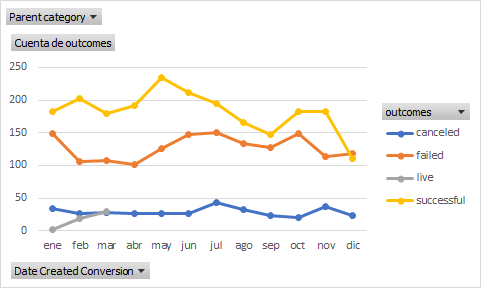 Parent category
Cuenta de outcomes
250
200
150
100
50
0
ene feb mar abr may jun jul ago sep oct nov dic
outcomes
canceled
failed
live
successful
Date Created Conversion